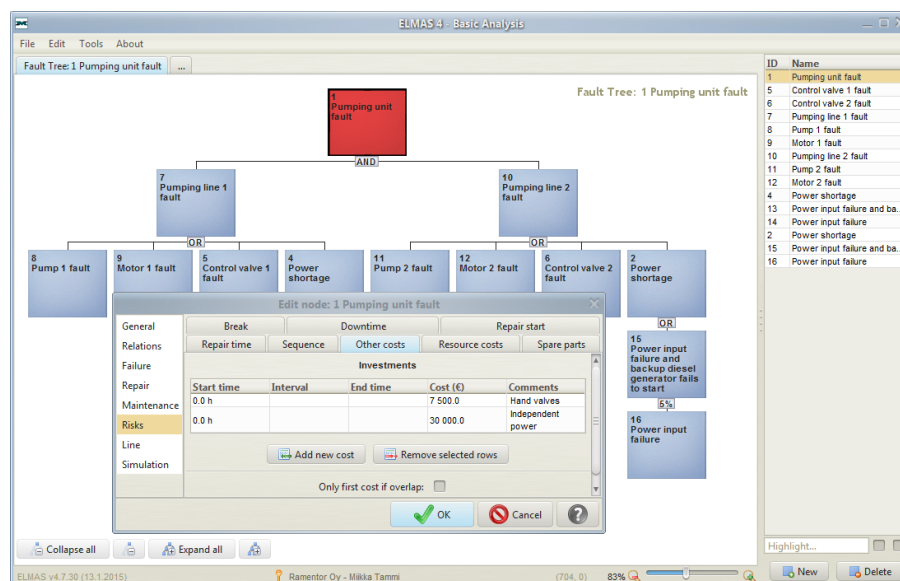 ELMAS 4 - Basic Analysis
File Edit Tools About
Fault Tree: 1 Pumping unit fault ...
Fault Tree: 1 Pumping unit fault
1
Pumping unit
fault
AND
7
Pumping line 1
fault
10
Pumping line 2
fault
OR
OR
8
Pump 1 fault
9
Motor 1 fault
5
Control valve 1
fault
4
Power
shortage
11
Pump 2 fault
12
Motor 2 fault
6
Control valve 2
fault
2
Power
shortage
OR
15
Power input
failure and
backup diesel
generator fails
to start
5%
16
Power input
failure
Edit node: 1 Pumping unit fault
General
Relations
Failure
Repair
Maintenance
Risks
Line
Simulation
Break Downtime Repair start
Repair time Sequence Other costs Resource costs Spare parts
Investments
Start time Interval End time Cost (€) Comments
0.0 h 7 500.0 Hand valves
0.0 h 30 000.0 Independent
power
Add new cost Remove selected rows
Only first cost if overlap:
OK Cancel ?
Collapse all Expand all
ELMAS v4.7.30 (13.1.2015) Ramentor Oy - Miikka Tammi (704, 0) 83%
ID Name
1 Pumping unit fault
5 Control valve 1 fault
6 Control valve 2 fault
7 Pumping line 1 fault
8 Pump 1 fault
9 Motor 1 fault
10 Pumping line 2 fault
11 Pump 2 fault
12 Motor 2 fault
4 Power shortage
13 Power input failure and ba...
14 Power input failure
2 Power shortage
15 Power input failure and ba...
16 Power input failure
Highlight...
New Delete